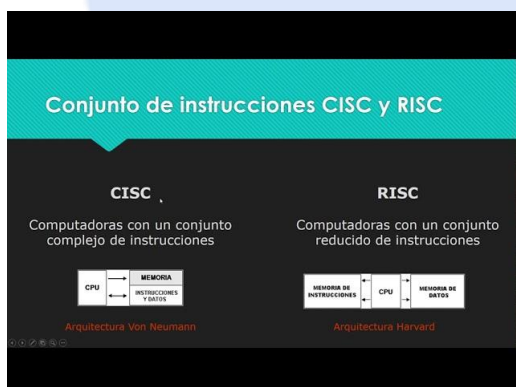 Conjunto de instrucciones CISC y RISC
CISC
Computadoras con un conjunto
complejo de instrucciones
CPU
MEMORIA
INSTRUCCIONES
Y DATOS
Arquitectura Von Neumann
RISC
Computadoras con un conjunto
reducido de instrucciones
MEMORIA DE
INSTRUCCIONES
CPU
MEMORIA DE
DATOS
Arquitectura Harvard